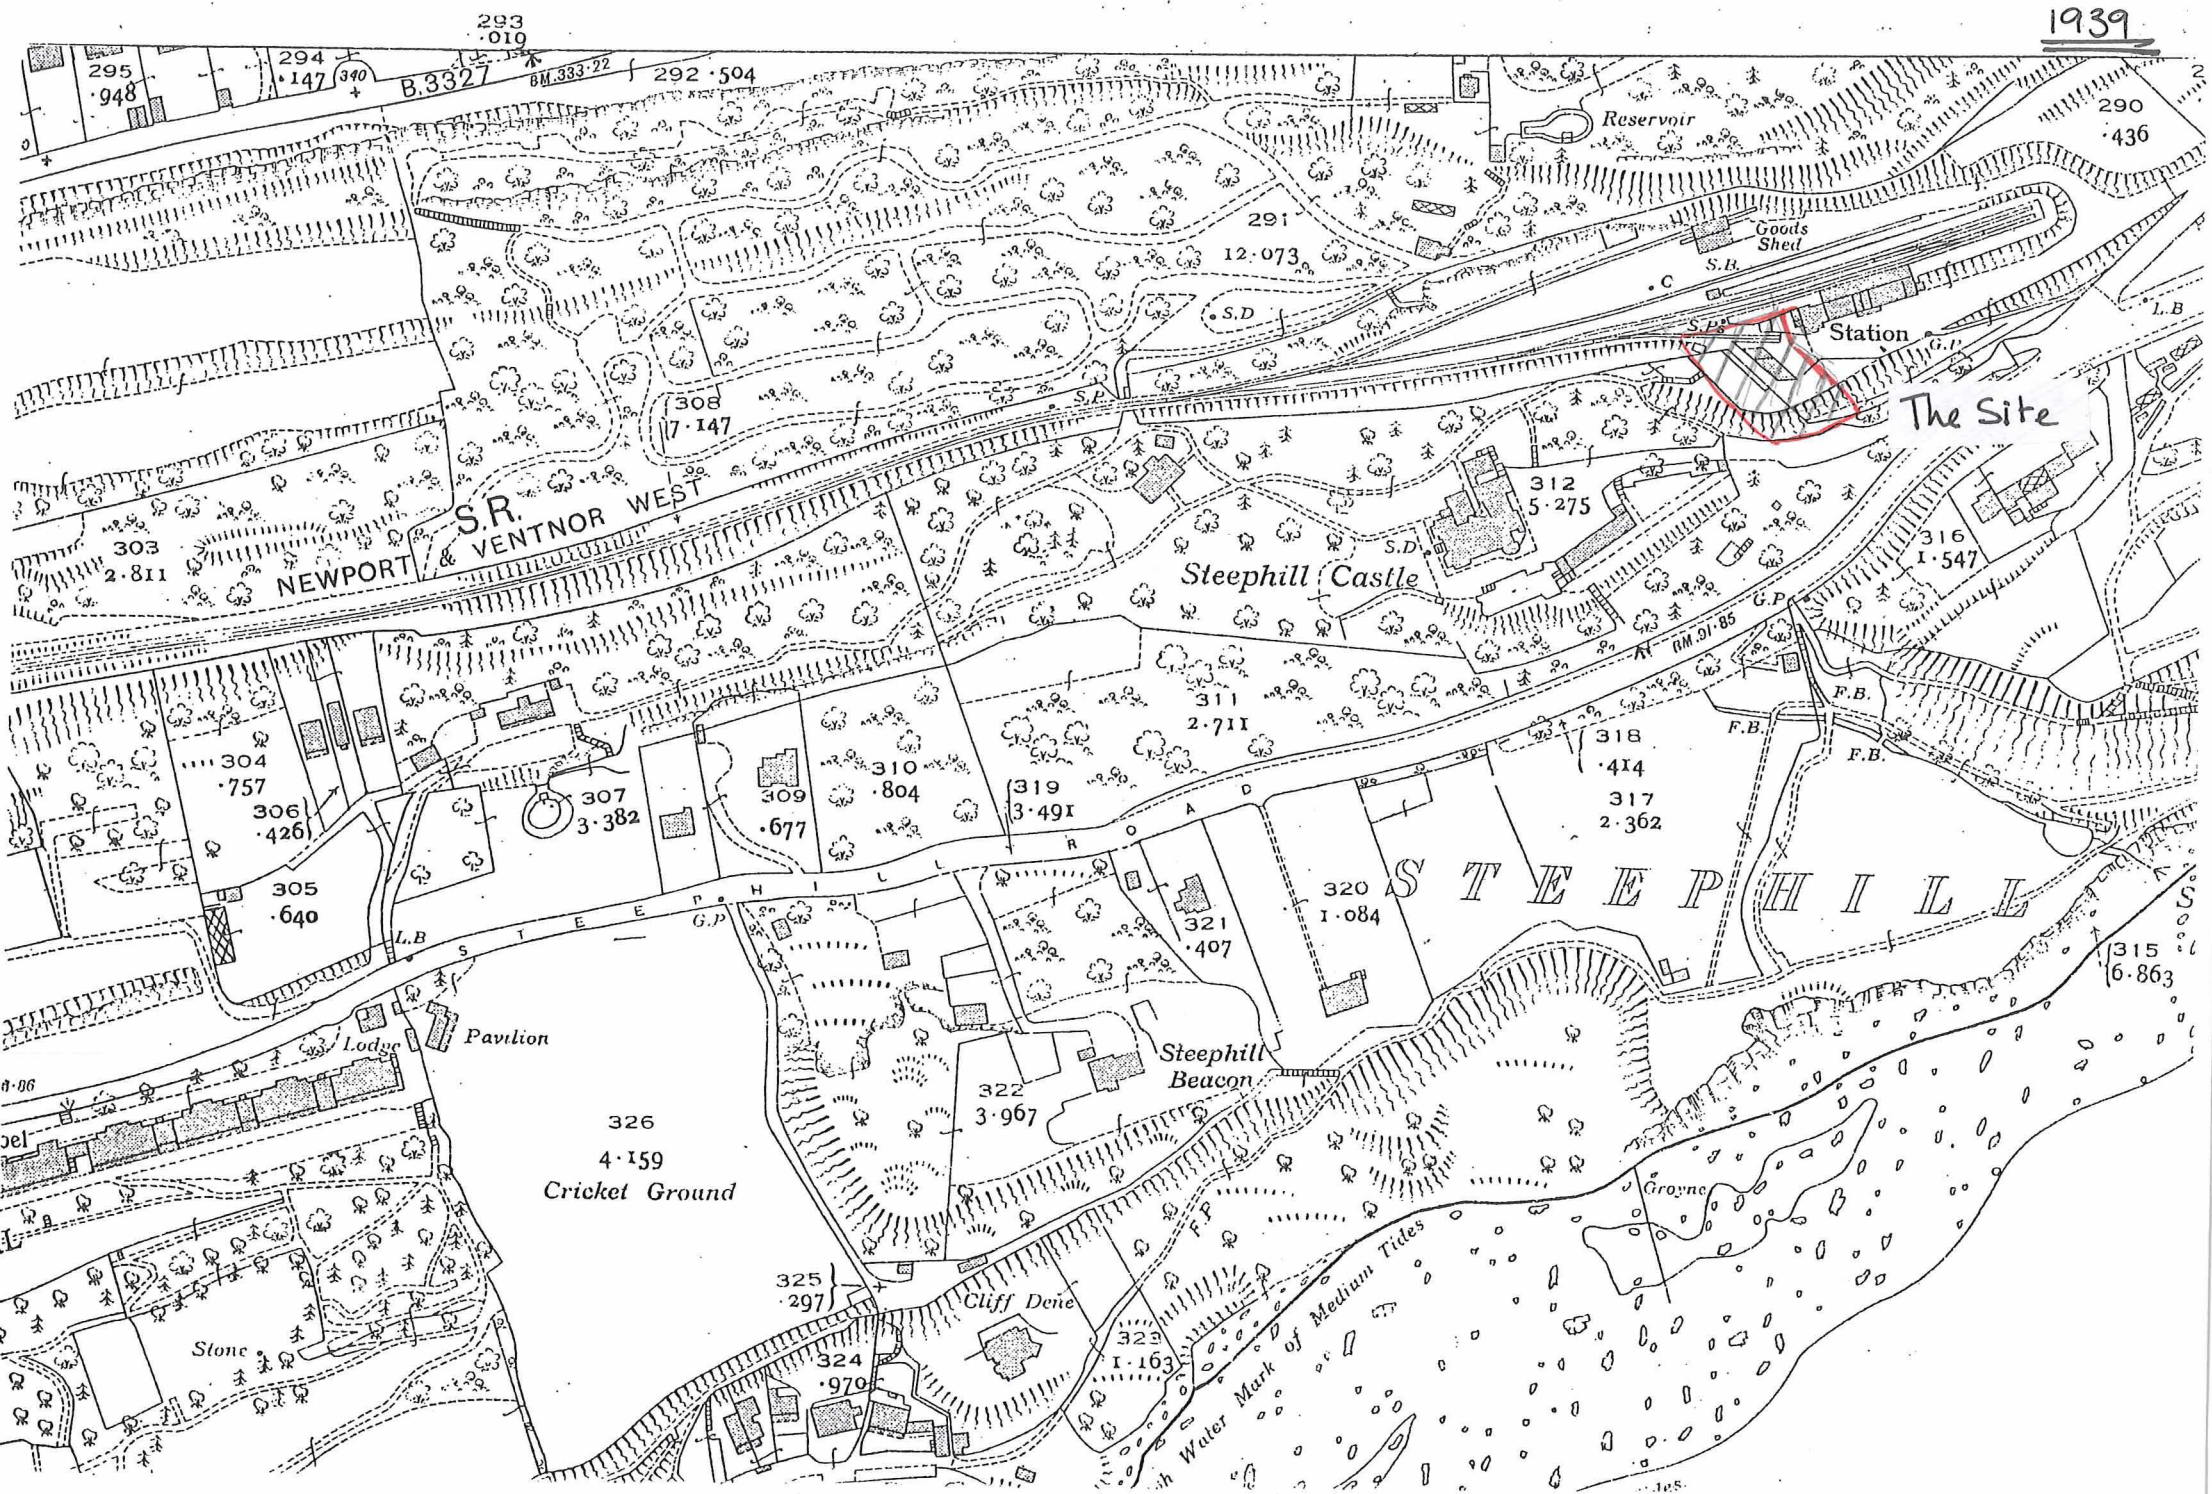 1939
293
·019
294
·147
340
295
·948
B.3327
BM.333·22
292 ·504
Reservoir
290
·436
291
12·073
Goods
Shed
S.B.
C
S.D
S.Ps
Station
G.P
L.B
The Site
S.P
308
7·147
S.R.
NEWPORT & VENTNOR WEST
303
2·811
312
5·275
S.D
Steephill Castle
316
1·547
G.P
BM.91·85
F.B.
F.B.
F.B.
311
2·711
304
·757
306
·426
307
3·382
309
·677
310
·804
319
3·491
318
·414
317
2·362
305
·640
STEEPHILL ROAD
G.P
L.B
320
1·084
321
·407
STEEPHILL
315
6·863
Lodge
Pavilion
Steephill
Beacon
322
3·967
326
4·159
Cricket Ground
Groyne
F.P
325
·297
Cliff Dene
323
1·163
324
·970
Stone
Water Mark of Medium Tides